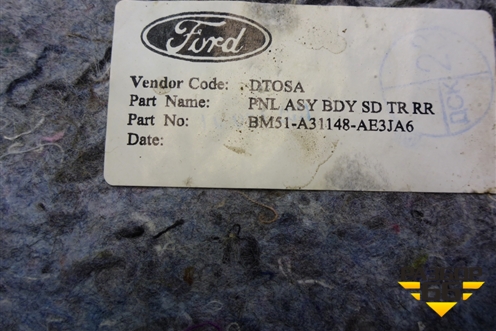 Ford
Vendor Code: DTOSA
Part Name: PNL ASY BDY SD TR RR
Part No: BM51-A31148-AE3JA6
Date: